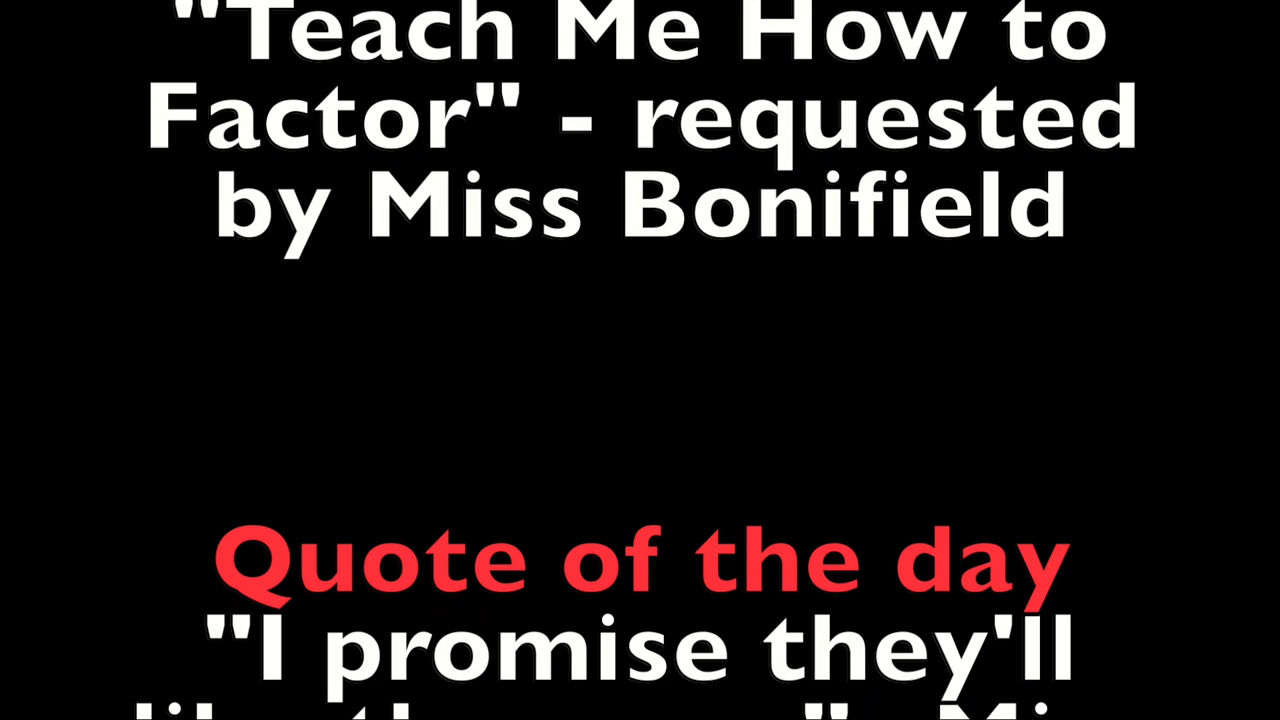 "Teach Me How to
Factor" - requested
by Miss Bonifield
Quote of the day
"I promise they'll